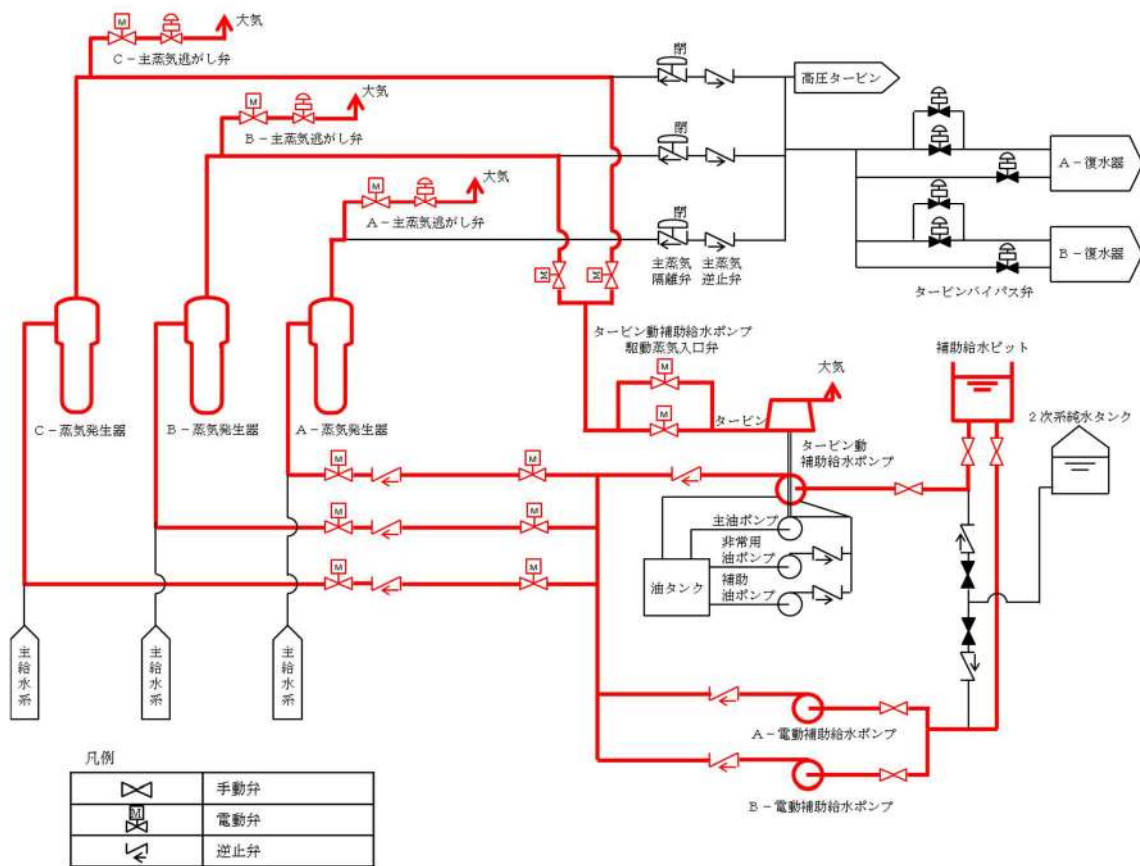 大気
M
C－主蒸気逃がし弁
閉
高圧タービン
大気
M
B－主蒸気逃がし弁
閉
A－復水器
大気
M
A－主蒸気逃がし弁
閉
主蒸気
隔離弁
主蒸気
逆止弁
B－復水器
タービンバイパス弁
M
M
タービン動補助給水ポンプ
駆動蒸気入口弁
補助給水ピット
M
大気
2次系純水タンク
C－蒸気発生器
B－蒸気発生器
A－蒸気発生器
M
タービン
タービン動
補助給水ポンプ
M
M
主油ポンプ
M
M
非常用
油ポンプ
M
M
油タンク
補助
油ポンプ
主給水系
主給水系
主給水系
A－電動補助給水ポンプ
B－電動補助給水ポンプ
凡例
手動弁
M
電動弁
逆止弁